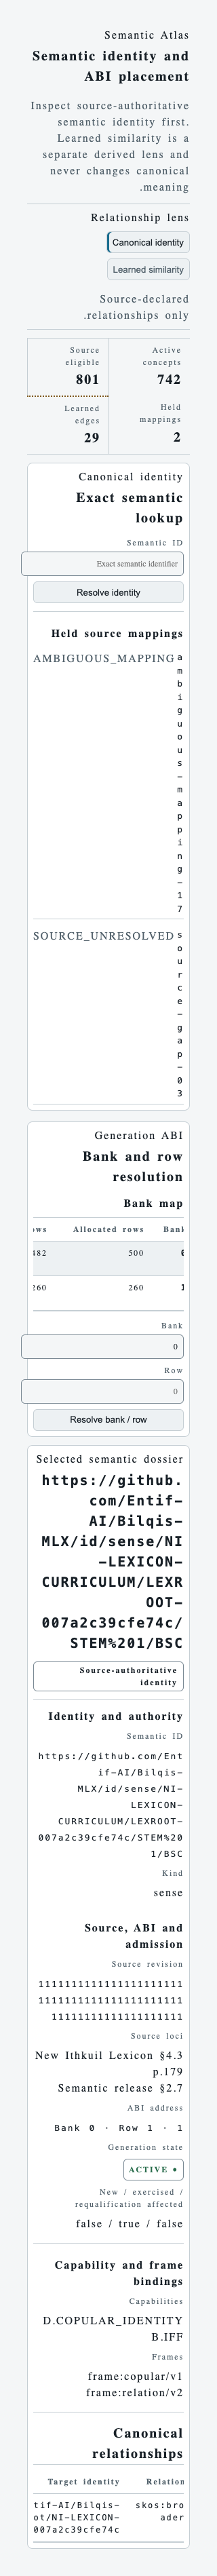 Semantic Atlas
Semantic identity and
ABI placement
Inspect source-authoritative
semantic identity first.
Learned similarity is a
separate derived lens and
never changes canonical
.meaning
Relationship lens
Canonical identity
Learned similarity
Source-declared
.relationships only
Source
eligible
801
Active
concepts
742
Learned
edges
29
Held
mappings
2
Canonical identity
Exact semantic
lookup
Semantic ID
Exact semantic identifier
Resolve identity
Held source mappings
AMBIGUOUS_MAPPING
a
m
b
i
g
u
o
u
s
-
m
a
p
p
i
n
g
-
1
7
SOURCE_UNRESOLVED
s
o
u
r
c
e
-
g
a
p
-
0
3
Generation ABI
Bank and row
resolution
Bank map
Allocated rows Bank
500
260 260
Bank
0
Row
0
Resolve bank / row
Selected semantic dossier
https://github.
com/Entif-
AI/Bilqis-
MLX/id/sense/NI
-LEXICON-
CURRICULUM/LEXR
OOT-
007a2c39cfe74c/
STEM%201/BSC
Source-authoritative
identity
Identity and authority
Semantic ID
https://github.com/Ent
if-AI/Bilqis-
MLX/id/sense/NI-
LEXICON-
CURRICULUM/LEXROOT-
007a2c39cfe74c/STEM%20
1/BSC
Kind
sense
Source, ABI and
admission
Source revision
1111111111111111111111
1111111111111111111111
11111111111111111111
Source loci
New Ithkuil Lexicon §4.3
p.179
Semantic release §2.7
ABI address
Bank 0 · Row 1 · 1
Generation state
ACTIVE ●
New / exercised /
requalification affected
false / true / false
Capability and frame
bindings
Capabilities
D.COPULAR_IDENTITY
B.IFF
Frames
frame:copular/v1
frame:relation/v2
Canonical
relationships
Target identity Relation
tif-AI/Bilqis- skos:bro
ot/NI-LEXICON- ader
007a2c39cfe74c